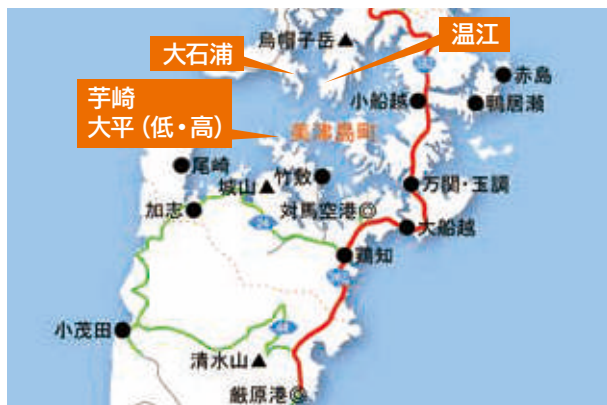 烏帽子岳
温江
大石浦
赤島
小船越
鴨居瀬
芋崎
大平(低・高)
美津島町
尾崎
竹敷
城山
万関・玉調
加志
対馬空港
24
大船越
鶏知
382
小茂田
44
清水山
厳原港